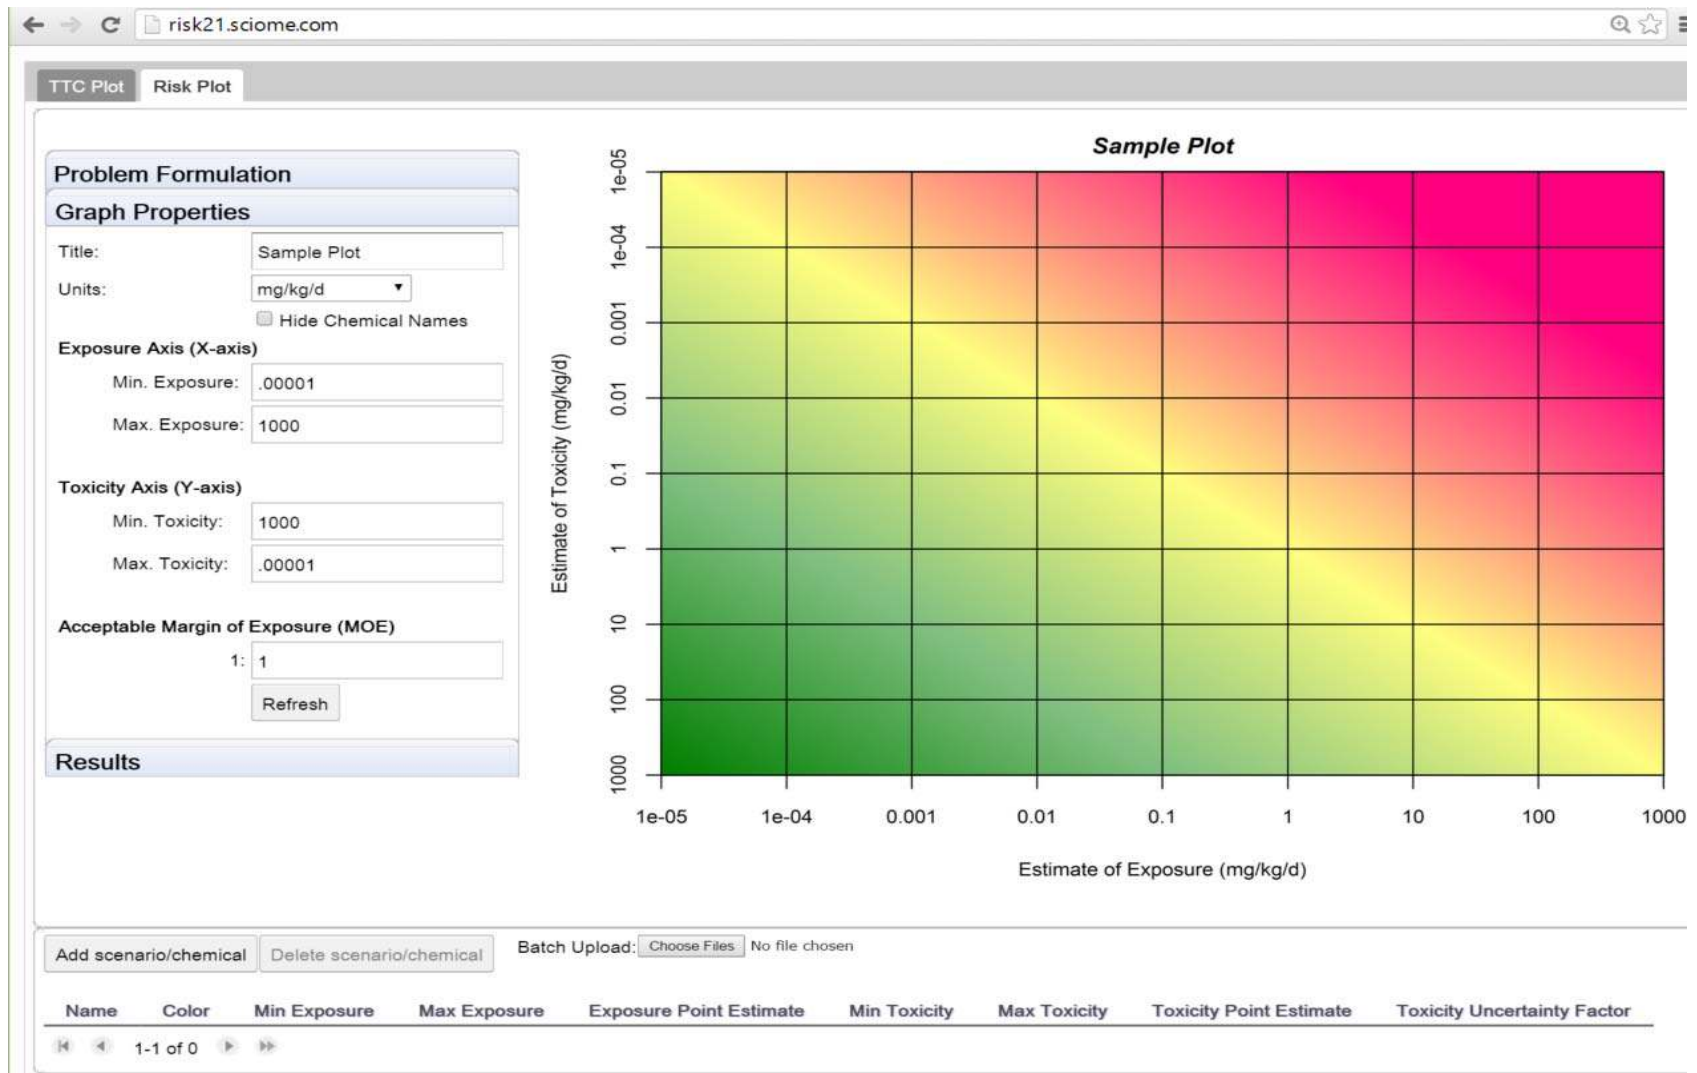 risk21.sciome.com
TTC Plot Risk Plot
Problem Formulation
Graph Properties
Title: Sample Plot
Units: mg/kg/d
Hide Chemical Names
Exposure Axis (X-axis)
Min. Exposure: .00001
Max. Exposure: 1000
Toxicity Axis (Y-axis)
Min. Toxicity: 1000
Max. Toxicity: .00001
Acceptable Margin of Exposure (MOE)
1: 1
Refresh
Results
Sample Plot
Estimate of Toxicity (mg/kg/d)
1e-05
1e-04
0.001
0.01
0.1
1
10
100
1000
1e-05 1e-04 0.001 0.01 0.1 1 10 100 1000
Estimate of Exposure (mg/kg/d)
Add scenario/chemical Delete scenario/chemical Batch Upload: Choose Files No file chosen
Name Color Min Exposure Max Exposure Exposure Point Estimate Min Toxicity Max Toxicity Toxicity Point Estimate Toxicity Uncertainty Factor
1-1 of 0